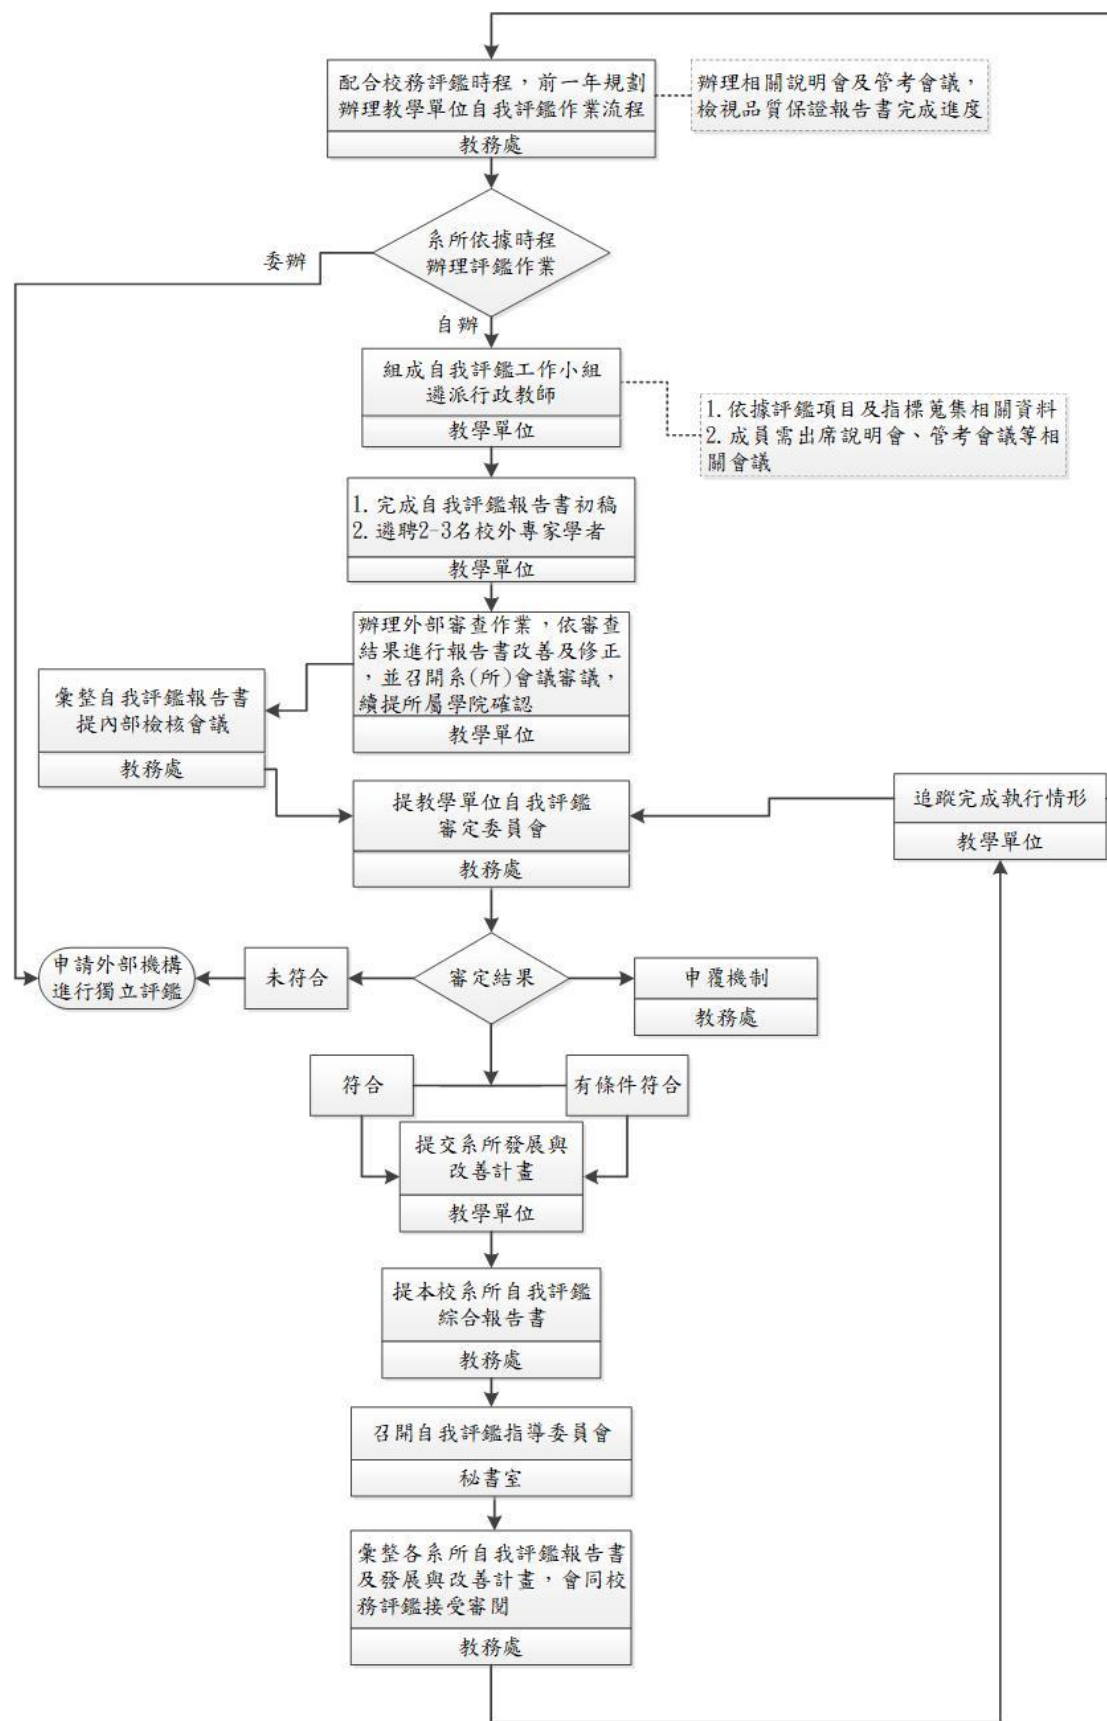 配合校務評鑑時程，前一年規劃
辦理教學單位自我評鑑作業流程
教務處
辦理相關說明會及管考會議，
檢視品質保證報告書完成進度
系所依據時程
辦理評鑑作業
委辦
自辦
組成自我評鑑工作小組
遴派行政教師
教學單位
1. 依據評鑑項目及指標蒐集相關資料
2. 成員需出席說明會、管考會議等相
關會議
1. 完成自我評鑑報告書初稿
2. 遴聘2-3名校外專家學者
教學單位
辦理外部審查作業，依審查
結果進行報告書改善及修正
，並召開系(所)會議審議，
續提所屬學院確認
教學單位
彙整自我評鑑報告書
提內部檢核會議
教務處
提教學單位自我評鑑
審定委員會
教務處
追蹤完成執行情形
教學單位
申請外部機構
進行獨立評鑑
未符合
審定結果
申覆機制
教務處
符合
有條件符合
提交系所發展與
改善計畫
教學單位
提本校系所自我評鑑
綜合報告書
教務處
召開自我評鑑指導委員會
秘書室
彙整各系所自我評鑑報告書
及發展與改善計畫，會同校
務評鑑接受審閱
教務處